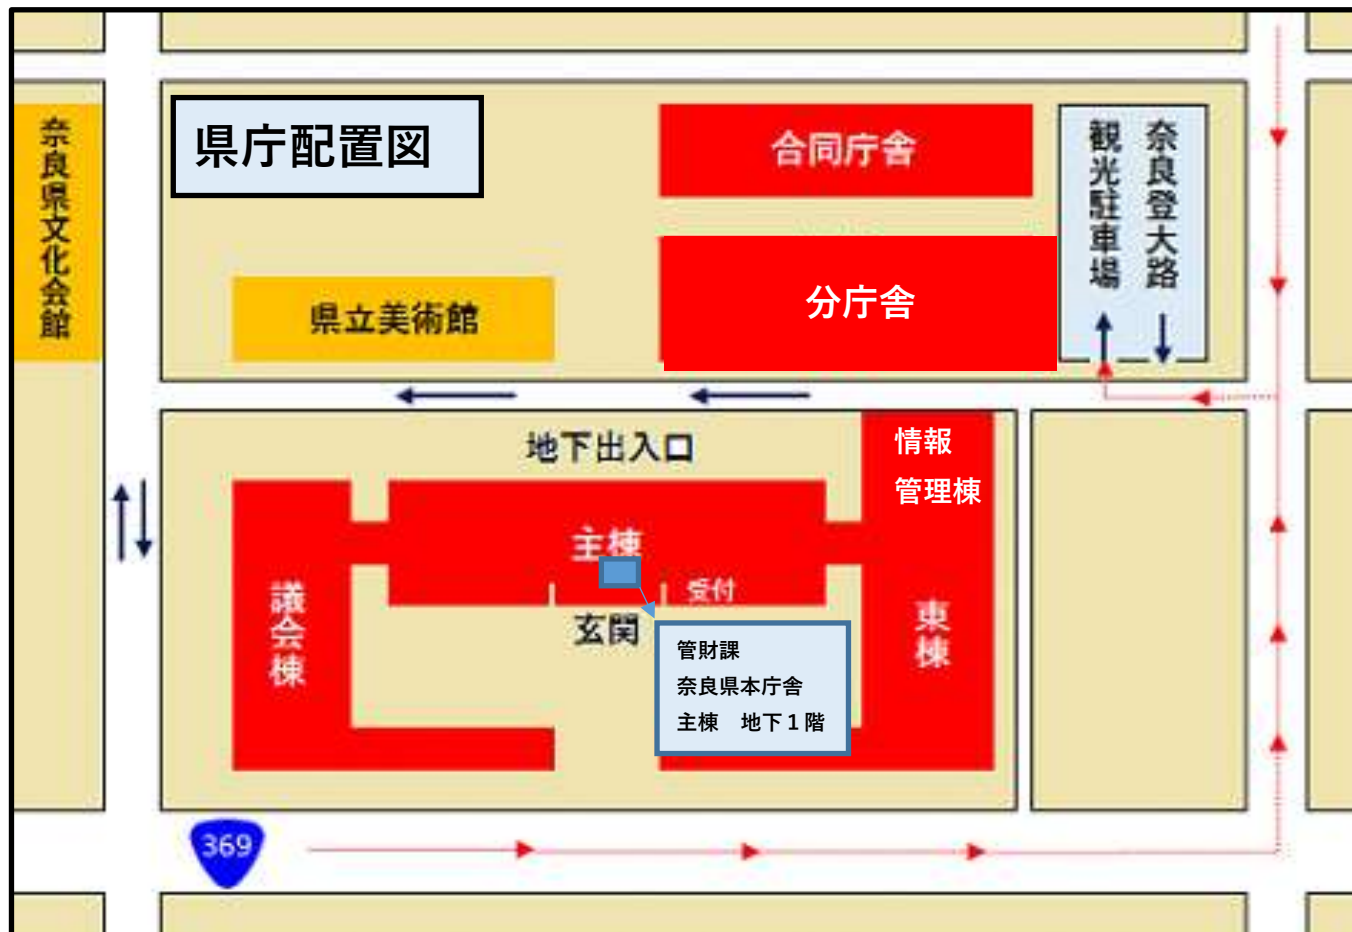 県庁配置図
奈良県文化会館
合同庁舎
奈良登大路
観光駐車場
県立美術館
分庁舎
地下出入口
情報
管理棟
主棟
受付
玄関
議会棟
東棟
管財課
奈良県本庁舎
主棟　地下１階
369